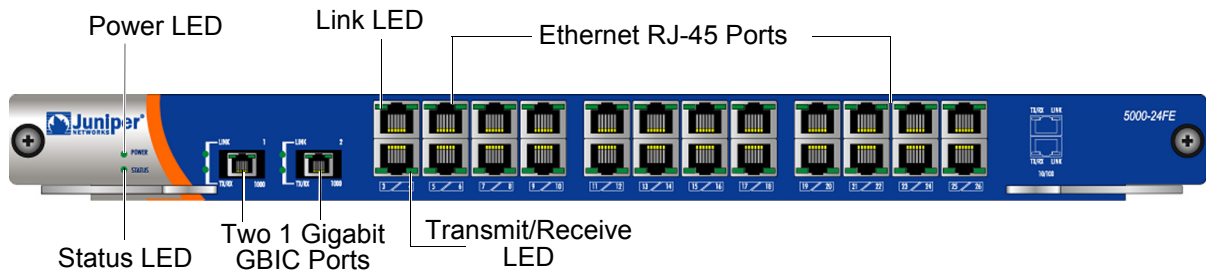 Power LED
Link LED
Ethernet RJ-45 Ports
Juniper
NETWORKS
POWER
STATUS
LINK 1
TX/RX 1000
LINK 2
TX/RX 1000
3 4
5 6
7 8
9 10
11 12
13 14
15 16
17 18
19 20
21 22
23 24
25 26
TX/RX LINK
TX/RX LINK
10/100
5000-24FE
Status LED
Two 1 Gigabit
GBIC Ports
Transmit/Receive
LED